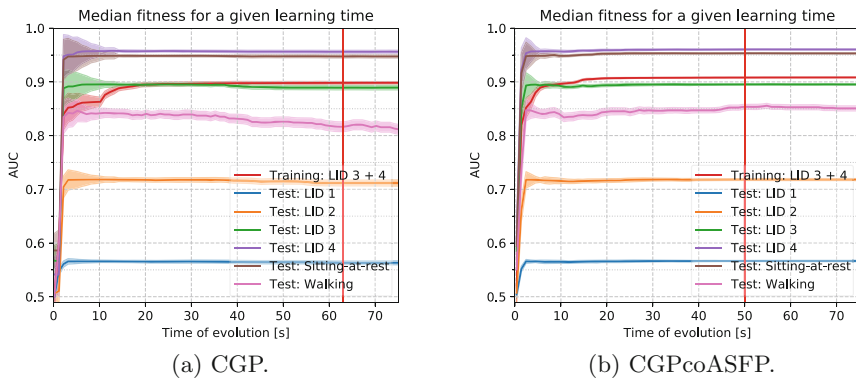 Median fitness for a given learning time
1.0
0.9
0.8
0.7
0.6
0.5
AUC
Training: LID 3 + 4
Test: LID 1
Test: LID 2
Test: LID 3
Test: LID 4
Test: Sitting-at-rest
Test: Walking
0 10 20 30 40 50 60 70
Time of evolution [s]
(a) CGP.
Median fitness for a given learning time
1.0
0.9
0.8
0.7
0.6
0.5
AUC
Training: LID 3 + 4
Test: LID 1
Test: LID 2
Test: LID 3
Test: LID 4
Test: Sitting-at-rest
Test: Walking
0 10 20 30 40 50 60 70
Time of evolution [s]
(b) CGPcoASFP.